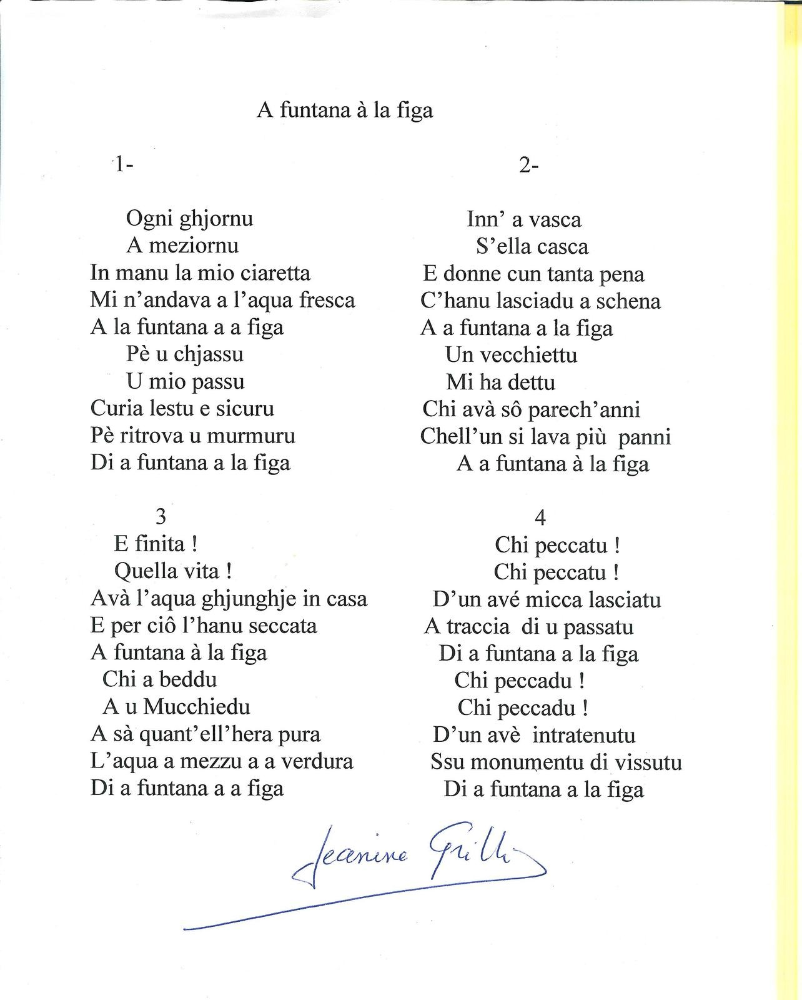 A funtana à la figa
1-
Ogni ghjornu
A meziornu
In manu la mio ciaretta
Mi n'andava a l'aqua fresca
A la funtana a a figa
Pè u chjassu
U mio passu
Curia lestu e sicuru
Pè ritrova u murmuru
Di a funtana a la figa
2-
Inn' a vasca
S'ella casca
E donne cun tanta pena
C'hanu lasciadu a schena
A a funtana a la figa
Un vecchiettu
Mi ha dettu
Chi avà sô parech'anni
Chell'un si lava più panni
A a funtana à la figa
3
E finita !
Quella vita !
Avà l'aqua ghjunghje in casa
E per ciô l'hanu seccata
A funtana à la figa
Chi a beddu
A u Mucchiedu
A sà quant'ell'hera pura
L'aqua a mezzu a a verdura
Di a funtana a a figa
4
Chi peccatu !
Chi peccatu !
D'un avé micca lasciatu
A traccia di u passatu
Di a funtana a la figa
Chi peccadu !
Chi peccadu !
D'un avè intratenutu
Ssu monumentu di vissutu
Di a funtana a la figa
Jeanine Grilli